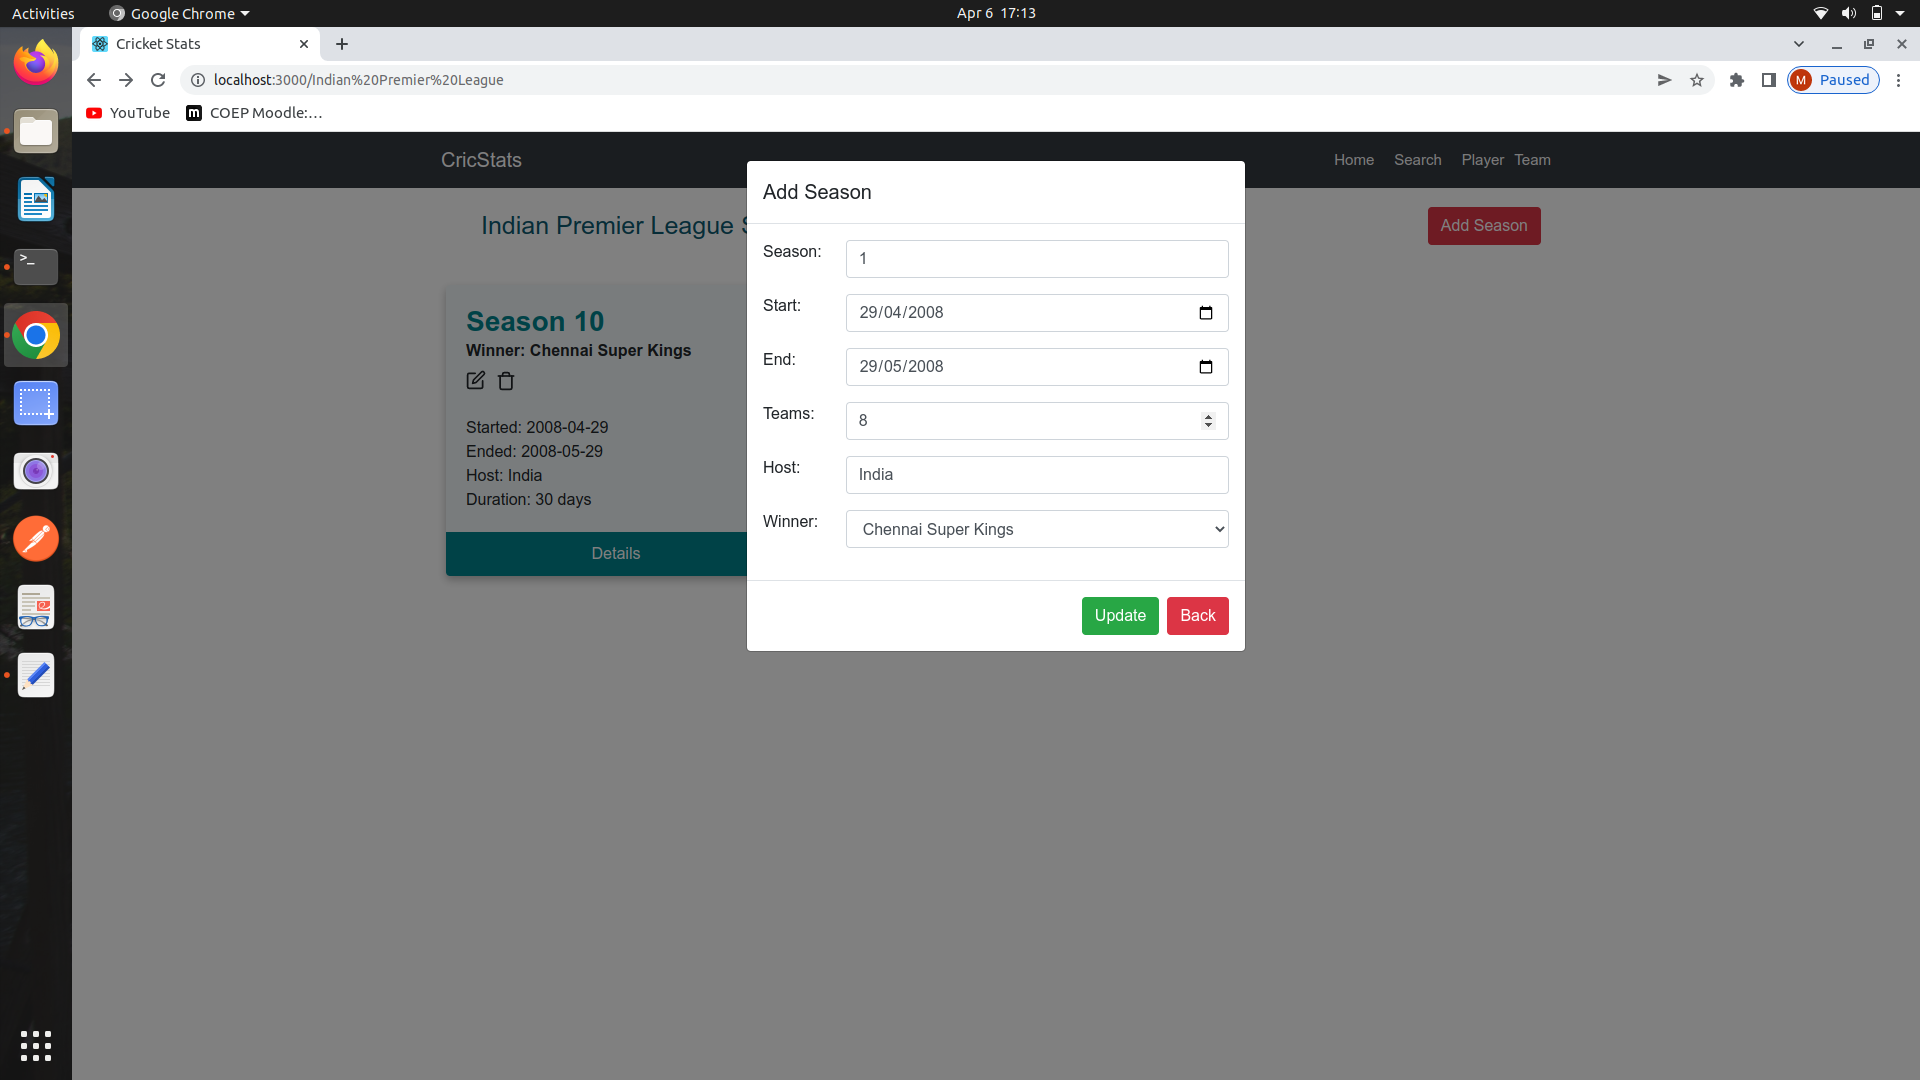 Activities
Google Chrome
Apr 6 17:13
Cricket Stats
localhost:3000/Indian%20Premier%20League
M Paused
YouTube
m COEP Moodle:...
CricStats
Home Search Player Team
Indian Premier League S
Add Season
Season 10
Winner: Chennai Super Kings
Started: 2008-04-29
Ended: 2008-05-29
Host: India
Duration: 30 days
Details
Add Season
Season: 1
Start: 29/04/2008
End: 29/05/2008
Teams: 8
Host: India
Winner: Chennai Super Kings
Update Back